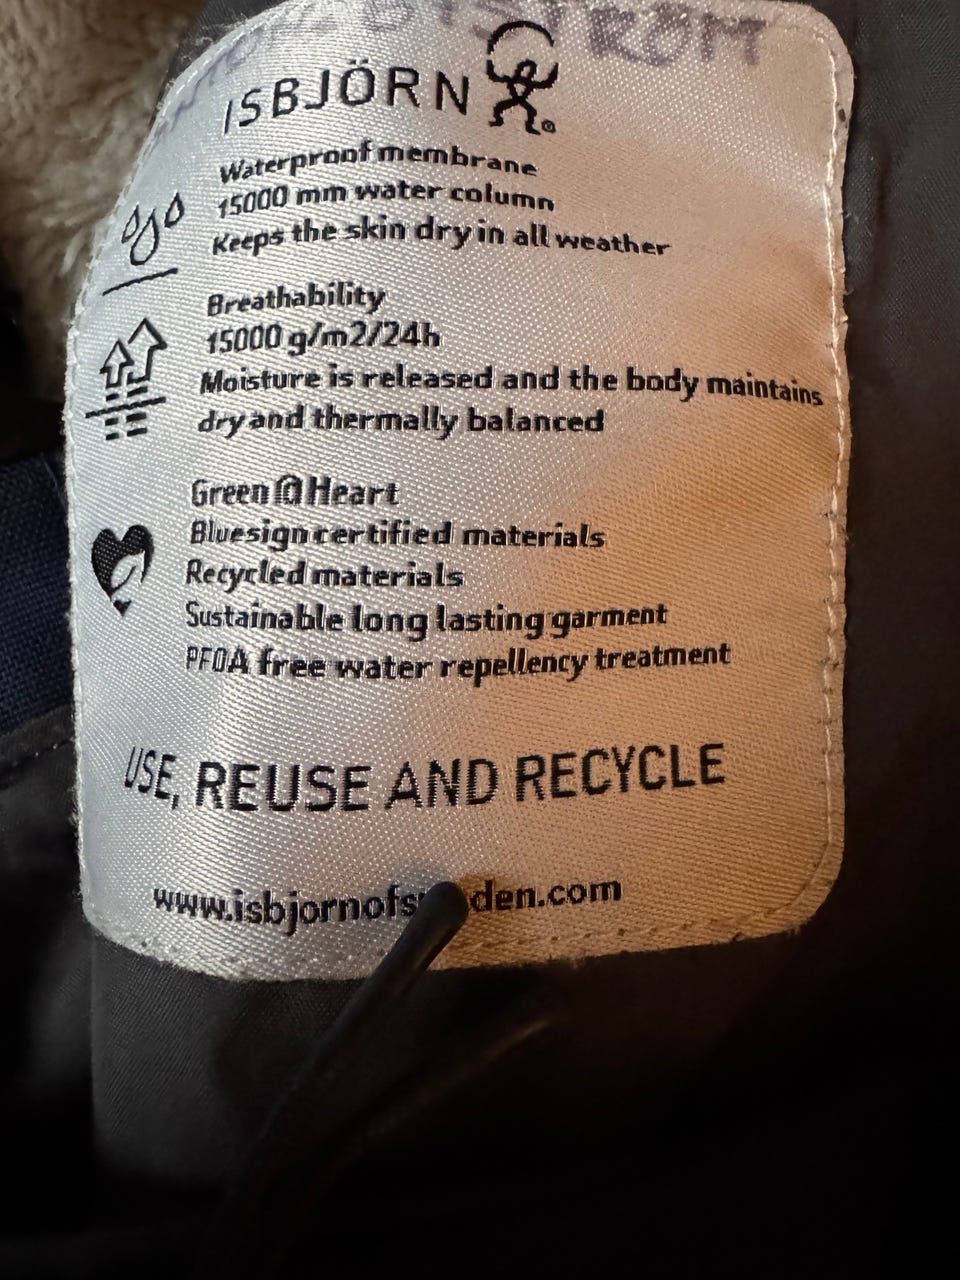 ISBJÖRN
Waterproof membrane
15000 mm water column
Keeps the skin dry in all weather
Breathability
15000 g/m2/24h
Moisture is released and the body maintains
dry and thermally balanced
Green @ Heart
Bluesign certified materials
Recycled materials
Sustainable long lasting garment
PFOA free water repellency treatment
USE, REUSE AND RECYCLE